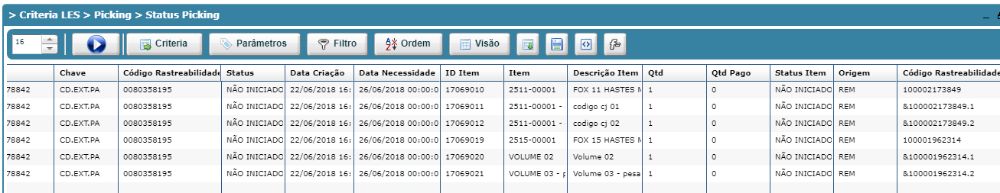 > Criteria LES > Picking > Status Picking
16 Criteria Parâmetros Filtro Ordem Visão
Chave Código Rastreabilidade Status Data Criação Data Necessidade ID Item Item Descrição Item Qtd Qtd Pago Status Item Origem Código Rastreabilidade
78842 CD.EXT.PA 0080358195 NÃO INICIADO 22/06/2018 16: 26/06/2018 00:00:0 17069010 2511-00001 FOX 11 HASTES 1 0 NÃO INICIADO REM 100002173849
78842 CD.EXT.PA 0080358195 NÃO INICIADO 22/06/2018 16: 26/06/2018 00:00:0 17069011 2511-00001 - codigo cj 01 1 0 NÃO INICIADO REM &100002173849.1
78842 CD.EXT.PA 0080358195 NÃO INICIADO 22/06/2018 16: 26/06/2018 00:00:0 17069012 2511-00001 - codigo cj 02 1 0 NÃO INICIADO REM &100002173849.2
78842 CD.EXT.PA 0080358195 NÃO INICIADO 22/06/2018 16: 26/06/2018 00:00:0 17069019 2515-00001 FOX 15 HASTES 1 0 NÃO INICIADO REM 100001962314
78842 CD.EXT.PA 0080358195 NÃO INICIADO 22/06/2018 16: 26/06/2018 00:00:0 17069020 VOLUME 02 Volume 02 1 0 NÃO INICIADO REM &100001962314.1
78842 CD.EXT.PA 0080358195 NÃO INICIADO 22/06/2018 16: 26/06/2018 00:00:0 17069021 VOLUME 03 - Volume 03 - pesa 1 0 NÃO INICIADO REM &100001962314.2